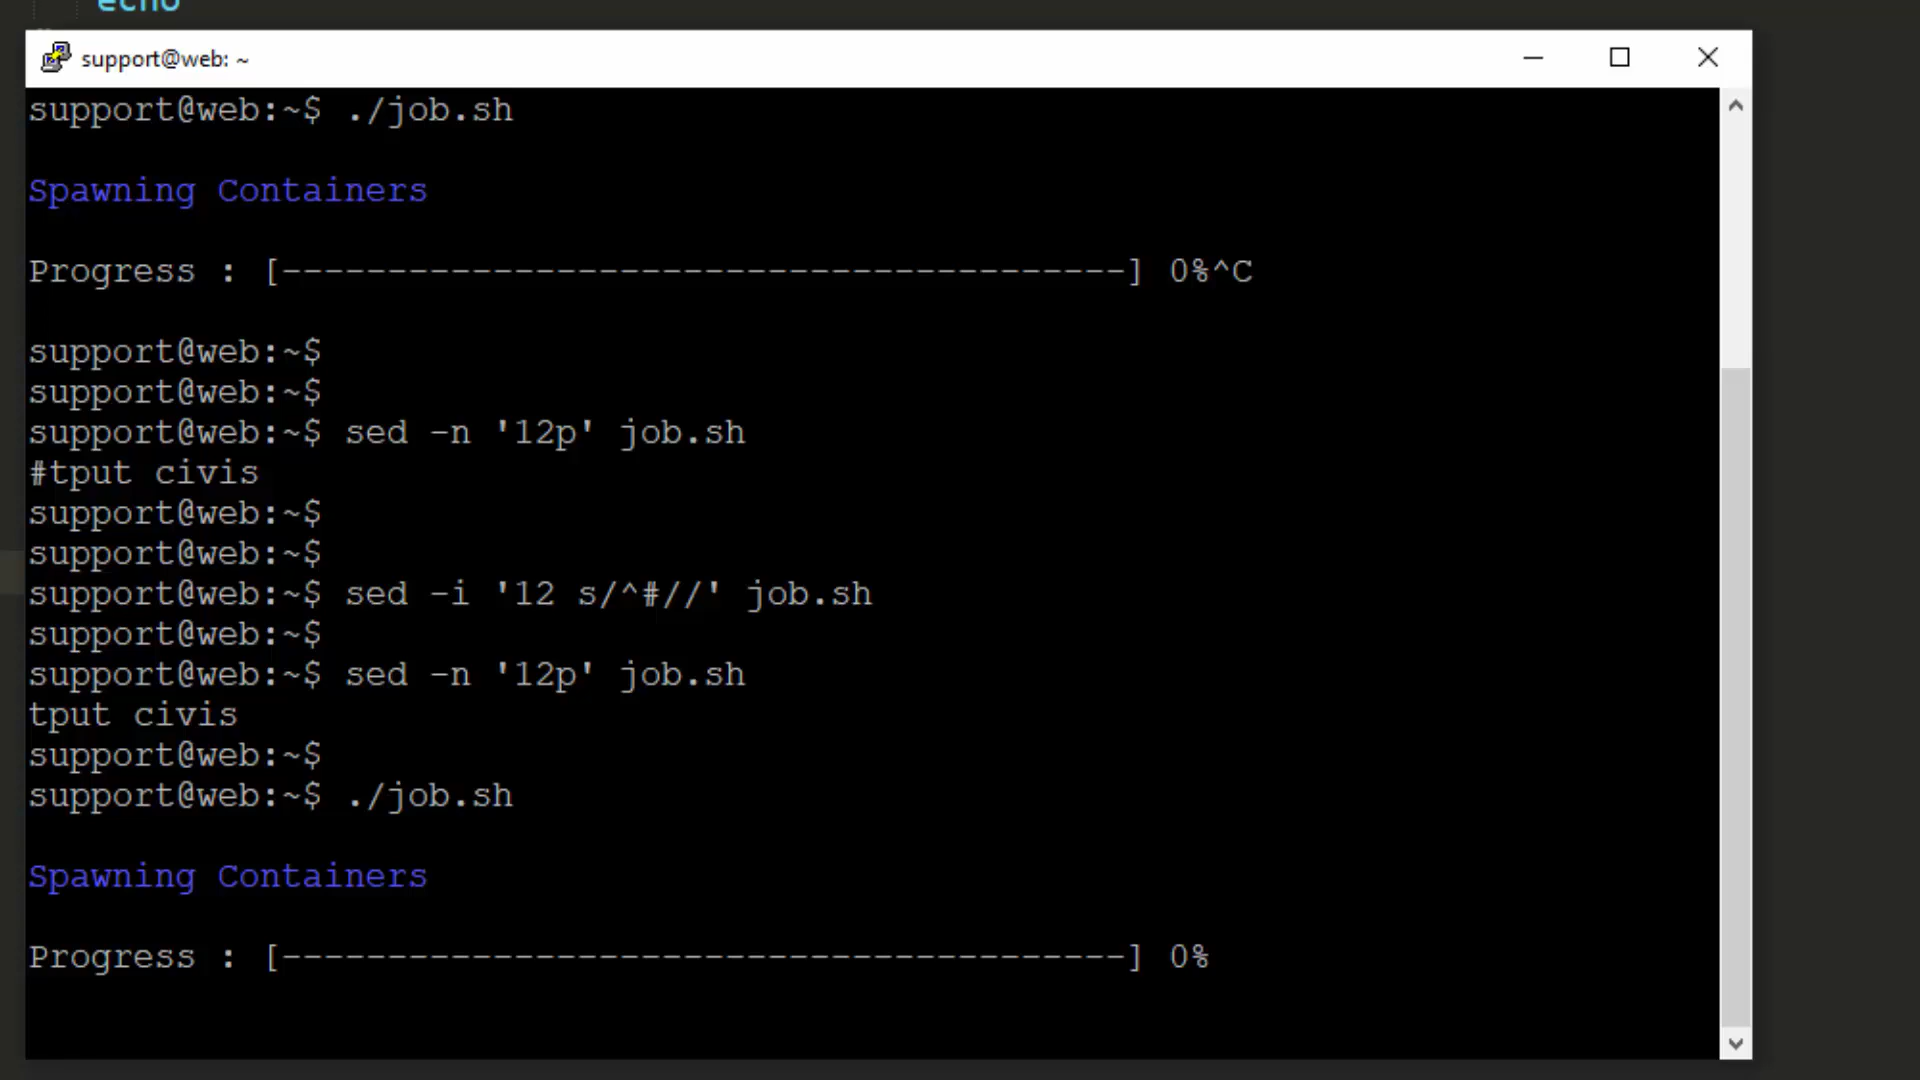 echo
support@web: ~
support@web:~$ ./job.sh
Spawning Containers
Progress : [----------------------------------------] 0%^C
support@web:~$
support@web:~$
support@web:~$ sed -n '12p' job.sh
#tput civis
support@web:~$
support@web:~$
support@web:~$ sed -i '12 s/^#//' job.sh
support@web:~$
support@web:~$ sed -n '12p' job.sh
tput civis
support@web:~$
support@web:~$ ./job.sh
Spawning Containers
Progress : [----------------------------------------] 0%